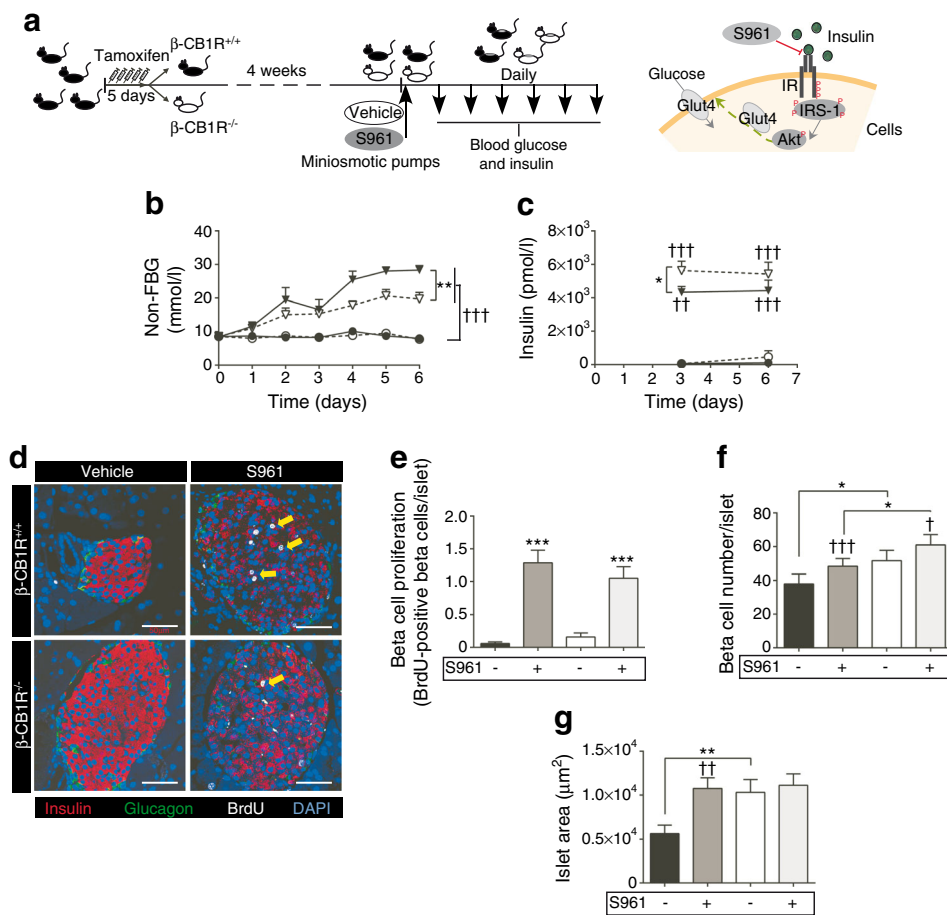 a
Tamoxifen
5 days
β-CB1R+/+
β-CB1R-/-
4 weeks
Vehicle
S961
Miniosmotic pumps
Daily
Blood glucose
and insulin
S961
Insulin
Glucose
IR
P
P
P
Glut4
Glut4
P
P
IRS-1
P
P
Akt
P
Cells
b
Non-FBG
(mmol/l)
40
30
20
10
0
0 1 2 3 4 5 6
Time (days)
**
†††
c
Insulin (pmol/l)
8×10³
6×10³
4×10³
2×10³
0
0 1 2 3 4 5 6 7
Time (days)
††† †††
*
†† †††
d
Vehicle S961
β-CB1R+/+
β-CB1R-/-
Insulin Glucagon BrdU DAPI
e
Beta cell proliferation
(BrdU-positive beta cells/islet)
2.0
1.5
1.0
0.5
0
*** ***
S961 - + - +
f
Beta cell number/islet
80
60
40
20
0
*
*
††† †
S961 - + - +
g
Islet area (μm²)
1.5×10⁴
1.0×10⁴
0.5×10⁴
0
**
††
S961 - + - +